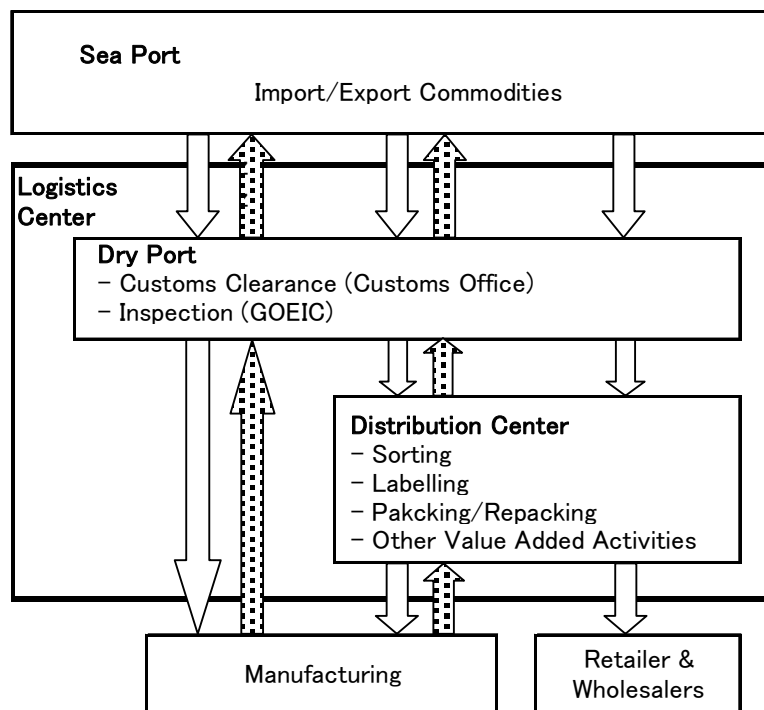 Sea Port
Import/Export Commodities
Logistics
Center
Dry Port
- Customs Clearance (Customs Office)
- Inspection (GOEIC)
Distribution Center
- Sorting
- Labelling
- Pakcking/Repacking
- Other Value Added Activities
Manufacturing
Retailer &
Wholesalers